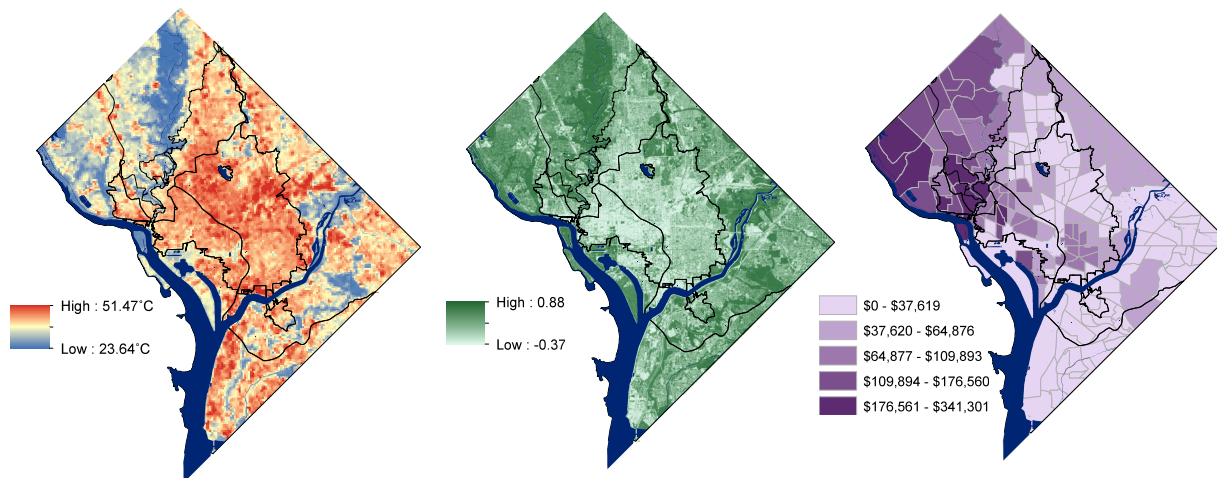 High : 51.47°C
Low : 23.64°C
High : 0.88
Low : -0.37
$0 - $37,619
$37,620 - $64,876
$64,877 - $109,893
$109,894 - $176,560
$176,561 - $341,301